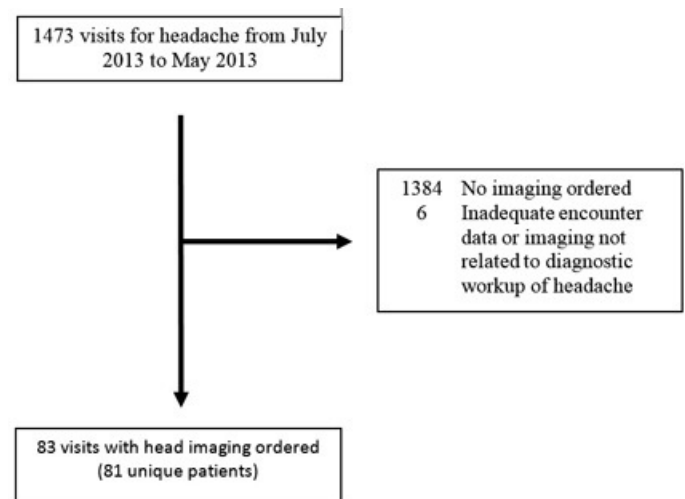 1473 visits for headache from July
2013 to May 2013
1384 No imaging ordered
6 Inadequate encounter
data or imaging not
related to diagnostic
workup of headache
83 visits with head imaging ordered
(81 unique patients)